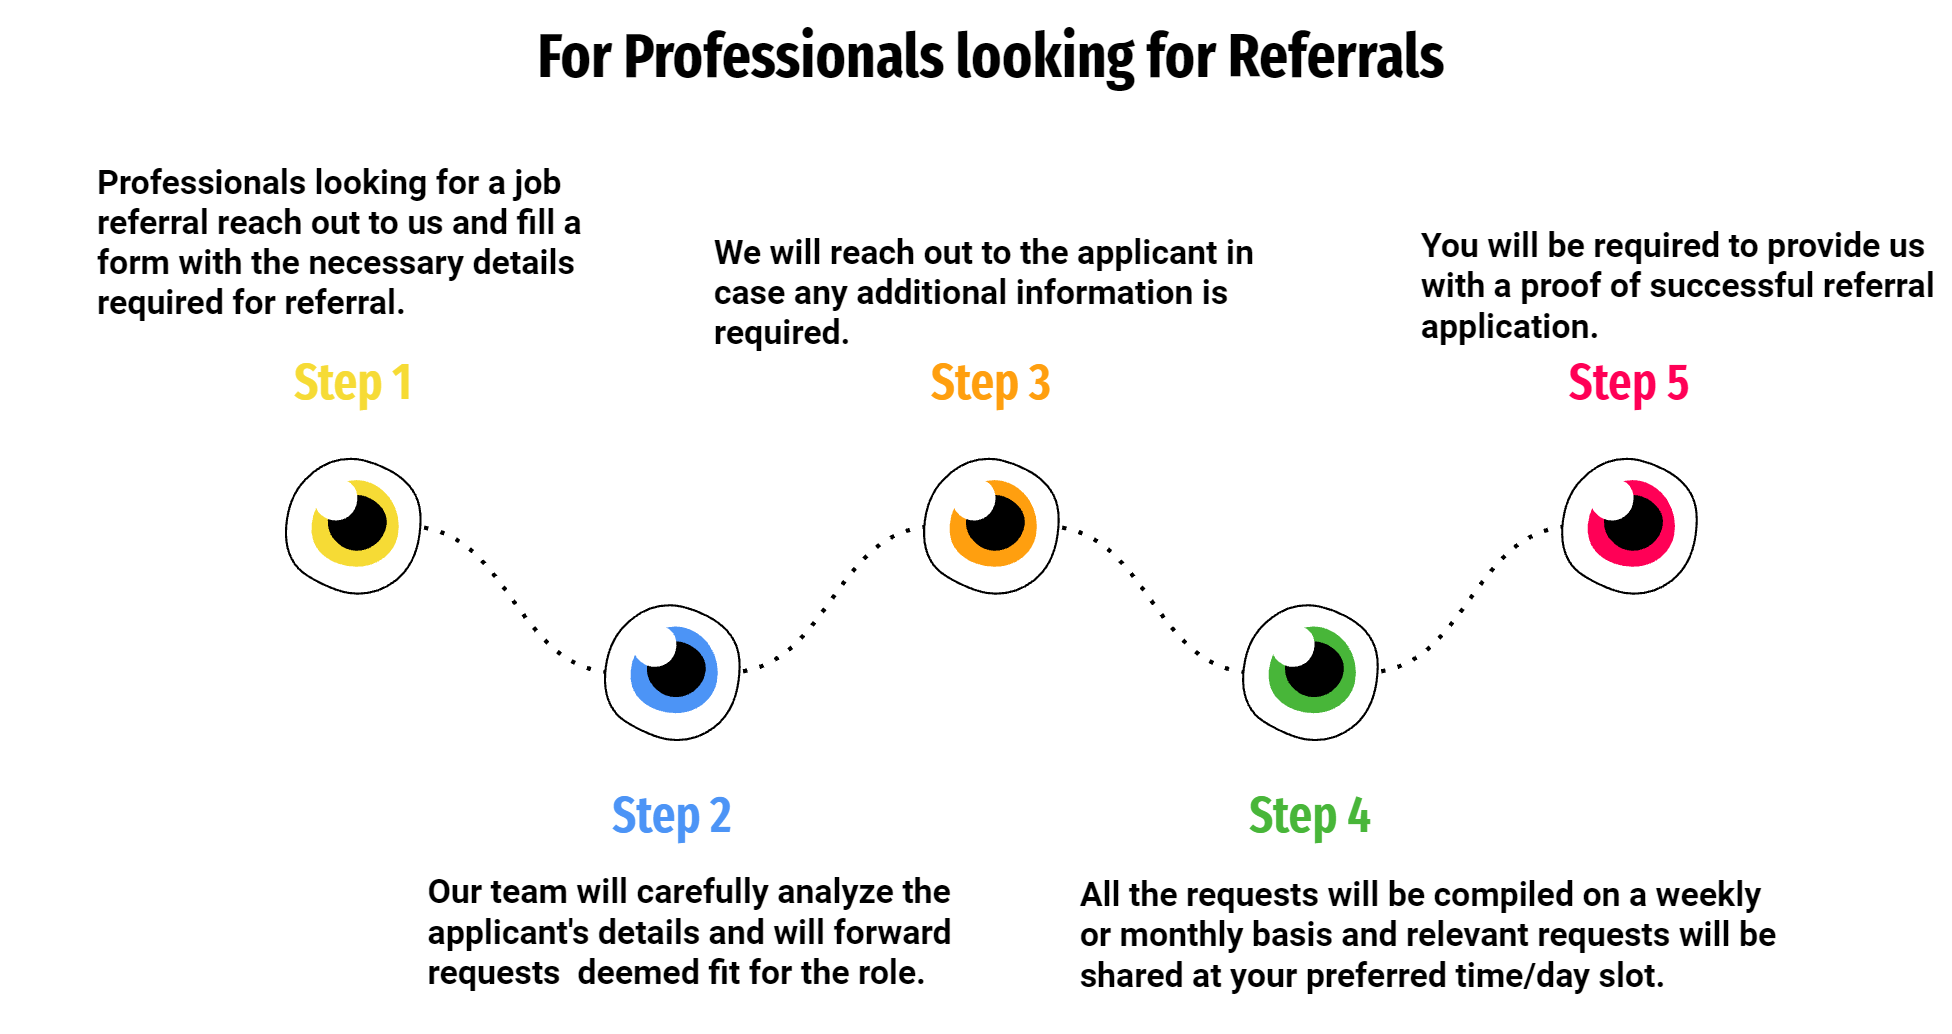 For Professionals looking for Referrals
Professionals looking for a job
referral reach out to us and fill a
form with the necessary details
required for referral.
Step 1
Step 2
Our team will carefully analyze the
applicant's details and will forward
requests  deemed fit for the role.
We will reach out to the applicant in
case any additional information is
required.
Step 3
Step 4
All the requests will be compiled on a weekly
or monthly basis and relevant requests will be
shared at your preferred time/day slot.
You will be required to provide us
with a proof of successful referral
application.
Step 5